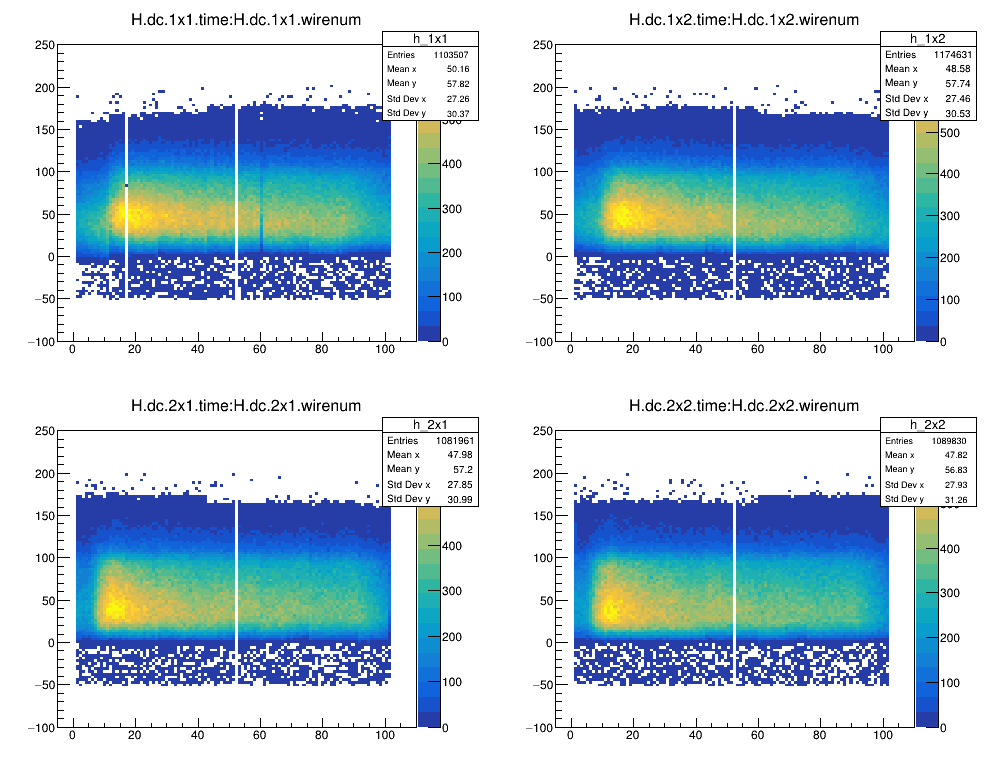 H.dc.1x1.time:H.dc.1x1.wirenum
h_1x1
Entries 1103507
Mean x 50.16
Mean y 57.82
Std Dev x 27.26
Std Dev y 30.37
250
200
150
100
50
0
−50
−100
0 20 40 60 80 100
400
300
200
100
0
H.dc.1x2.time:H.dc.1x2.wirenum
h_1x2
Entries 1174631
Mean x 48.58
Mean y 57.74
Std Dev x 27.46
Std Dev y 30.53
250
200
150
100
50
0
−50
−100
0 20 40 60 80 100
500
400
300
200
100
0
H.dc.2x1.time:H.dc.2x1.wirenum
h_2x1
Entries 1081961
Mean x 47.98
Mean y 57.2
Std Dev x 27.85
Std Dev y 30.99
250
200
150
100
50
0
−50
−100
0 20 40 60 80 100
400
300
200
100
0
H.dc.2x2.time:H.dc.2x2.wirenum
h_2x2
Entries 1089830
Mean x 47.82
Mean y 56.83
Std Dev x 27.93
Std Dev y 31.26
250
200
150
100
50
0
−50
−100
0 20 40 60 80 100
400
300
200
100
0